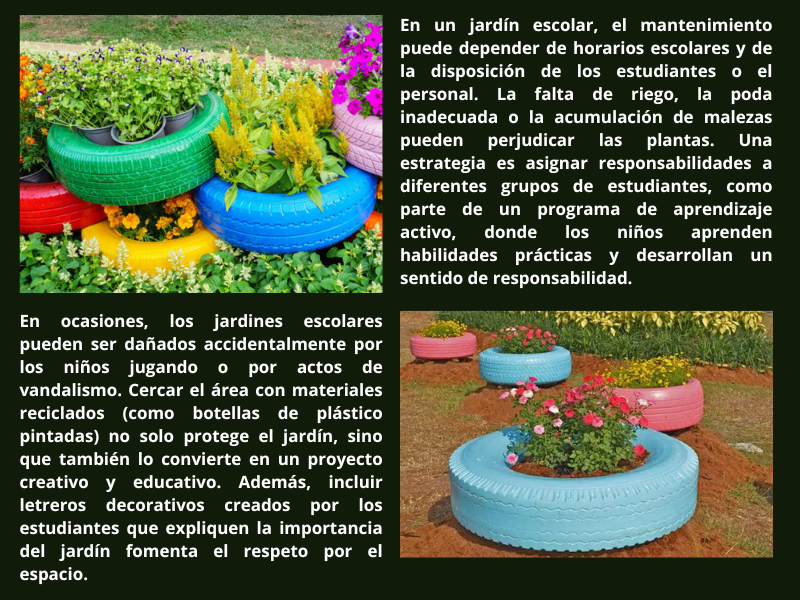 En un jardín escolar, el mantenimiento
puede depender de horarios escolares y de
la disposición de los estudiantes o el
personal. La falta de riego, la poda
inadecuada o la acumulación de malezas
pueden perjudicar las plantas. Una
estrategia es asignar responsabilidades a
diferentes grupos de estudiantes, como
parte de un programa de aprendizaje
activo, donde los niños aprenden
habilidades prácticas y desarrollan un
sentido de responsabilidad.
En ocasiones, los jardines escolares
pueden ser dañados accidentalmente por
los niños jugando o por actos de
vandalismo. Cercar el área con materiales
reciclados (como botellas de plástico
pintadas) no solo protege el jardín, sino
que también lo convierte en un proyecto
creativo y educativo. Además, incluir
letreros decorativos creados por los
estudiantes que expliquen la importancia
del jardín fomenta el respeto por el
espacio.